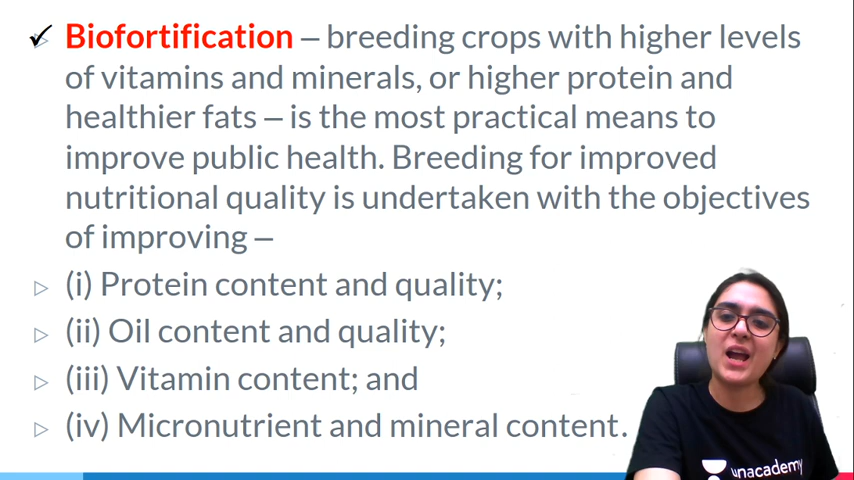 Biofortification – breeding crops with higher levels
of vitamins and minerals, or higher protein and
healthier fats – is the most practical means to
improve public health. Breeding for improved
nutritional quality is undertaken with the objectives
of improving –
(i) Protein content and quality;
(ii) Oil content and quality;
(iii) Vitamin content; and
(iv) Micronutrient and mineral content.
unacademy